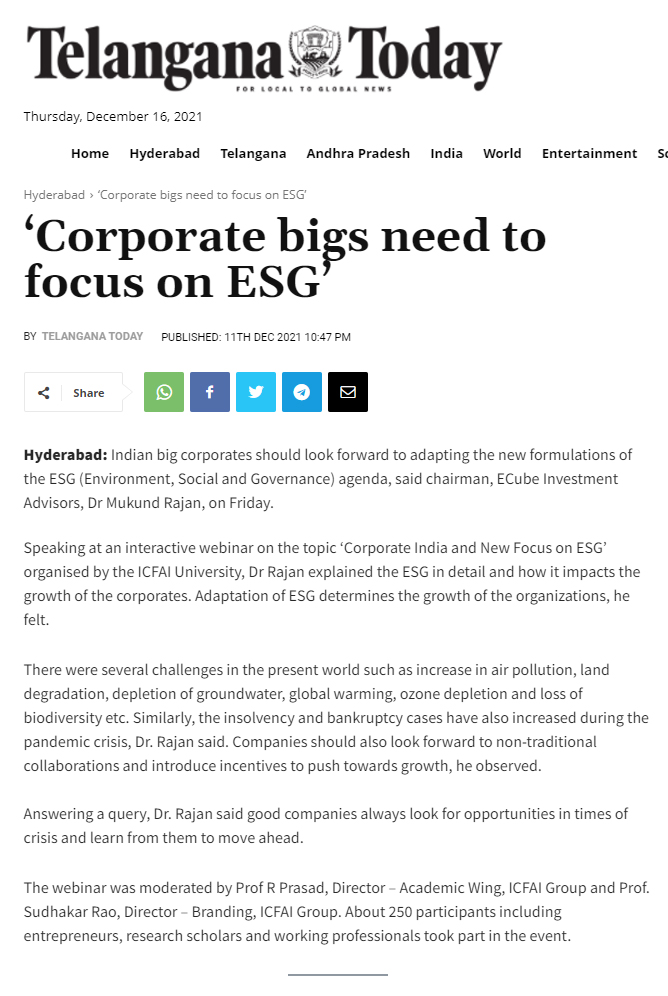 Telangana Today
FOR LOCAL TO GLOBAL NEWS
Thursday, December 16, 2021
Home Hyderabad Telangana Andhra Pradesh India World Entertainment
Hyderabad › ‘Corporate bigs need to focus on ESG’
‘Corporate bigs need to
focus on ESG’
BY TELANGANA TODAY PUBLISHED: 11TH DEC 2021 10:47 PM
Share
Hyderabad: Indian big corporates should look forward to adapting the new formulations of
the ESG (Environment, Social and Governance) agenda, said chairman, ECube Investment
Advisors, Dr Mukund Rajan, on Friday.
Speaking at an interactive webinar on the topic ‘Corporate India and New Focus on ESG’
organised by the ICFAI University, Dr Rajan explained the ESG in detail and how it impacts the
growth of the corporates. Adaptation of ESG determines the growth of the organizations, he
felt.
There were several challenges in the present world such as increase in air pollution, land
degradation, depletion of groundwater, global warming, ozone depletion and loss of
biodiversity etc. Similarly, the insolvency and bankruptcy cases have also increased during the
pandemic crisis, Dr. Rajan said. Companies should also look forward to non-traditional
collaborations and introduce incentives to push towards growth, he observed.
Answering a query, Dr. Rajan said good companies always look for opportunities in times of
crisis and learn from them to move ahead.
The webinar was moderated by Prof R Prasad, Director – Academic Wing, ICFAI Group and Prof.
Sudhakar Rao, Director – Branding, ICFAI Group. About 250 participants including
entrepreneurs, research scholars and working professionals took part in the event.